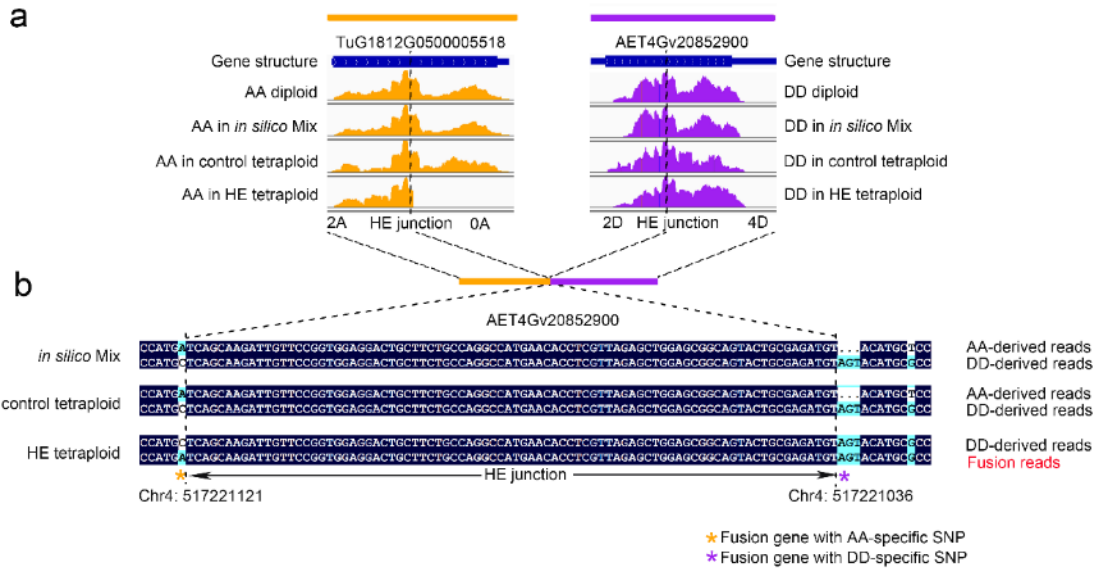 a
TuG1812G0500005518
AET4Gv20852900
Gene structure
Gene structure
AA diploid
DD diploid
AA in in silico Mix
DD in in silico Mix
AA in control tetraploid
DD in control tetraploid
AA in HE tetraploid
DD in HE tetraploid
2A HE junction 0A
2D HE junction 4D
b
AET4Gv20852900
in silico Mix
CCATGATCAGCAAGATTGTTCCGGTGGAGGACTGCTTCTGCCAGGCCATGAACACCTCGTTAGAGCTGGAGCGGCAGTACTGCGAGATGT...ACATGCTCC
AA-derived reads
CCATGCTCAGCAAGATTGTTCCGGTGGAGGACTGCTTCTGCCAGGCCATGAACACCTCGTTAGAGCTGGAGCGGCAGTACTGCGAGATGTAGTACATGCGCC
DD-derived reads
control tetraploid
CCATGATCAGCAAGATTGTTCCGGTGGAGGACTGCTTCTGCCAGGCCATGAACACCTCGTTAGAGCTGGAGCGGCAGTACTGCGAGATGT...ACATGCTCC
AA-derived reads
CCATGCTCAGCAAGATTGTTCCGGTGGAGGACTGCTTCTGCCAGGCCATGAACACCTCGTTAGAGCTGGAGCGGCAGTACTGCGAGATGTAGTACATGCGCC
DD-derived reads
HE tetraploid
CCATGCTCAGCAAGATTGTTCCGGTGGAGGACTGCTTCTGCCAGGCCATGAACACCTCGTTAGAGCTGGAGCGGCAGTACTGCGAGATGTAGTACATGCGCC
DD-derived reads
CCATGATCAGCAAGATTGTTCCGGTGGAGGACTGCTTCTGCCAGGCCATGAACACCTCGTTAGAGCTGGAGCGGCAGTACTGCGAGATGTAGTACATGCGCC
Fusion reads
* HE junction *
Chr4: 517221121
Chr4: 517221036
* Fusion gene with AA-specific SNP
* Fusion gene with DD-specific SNP